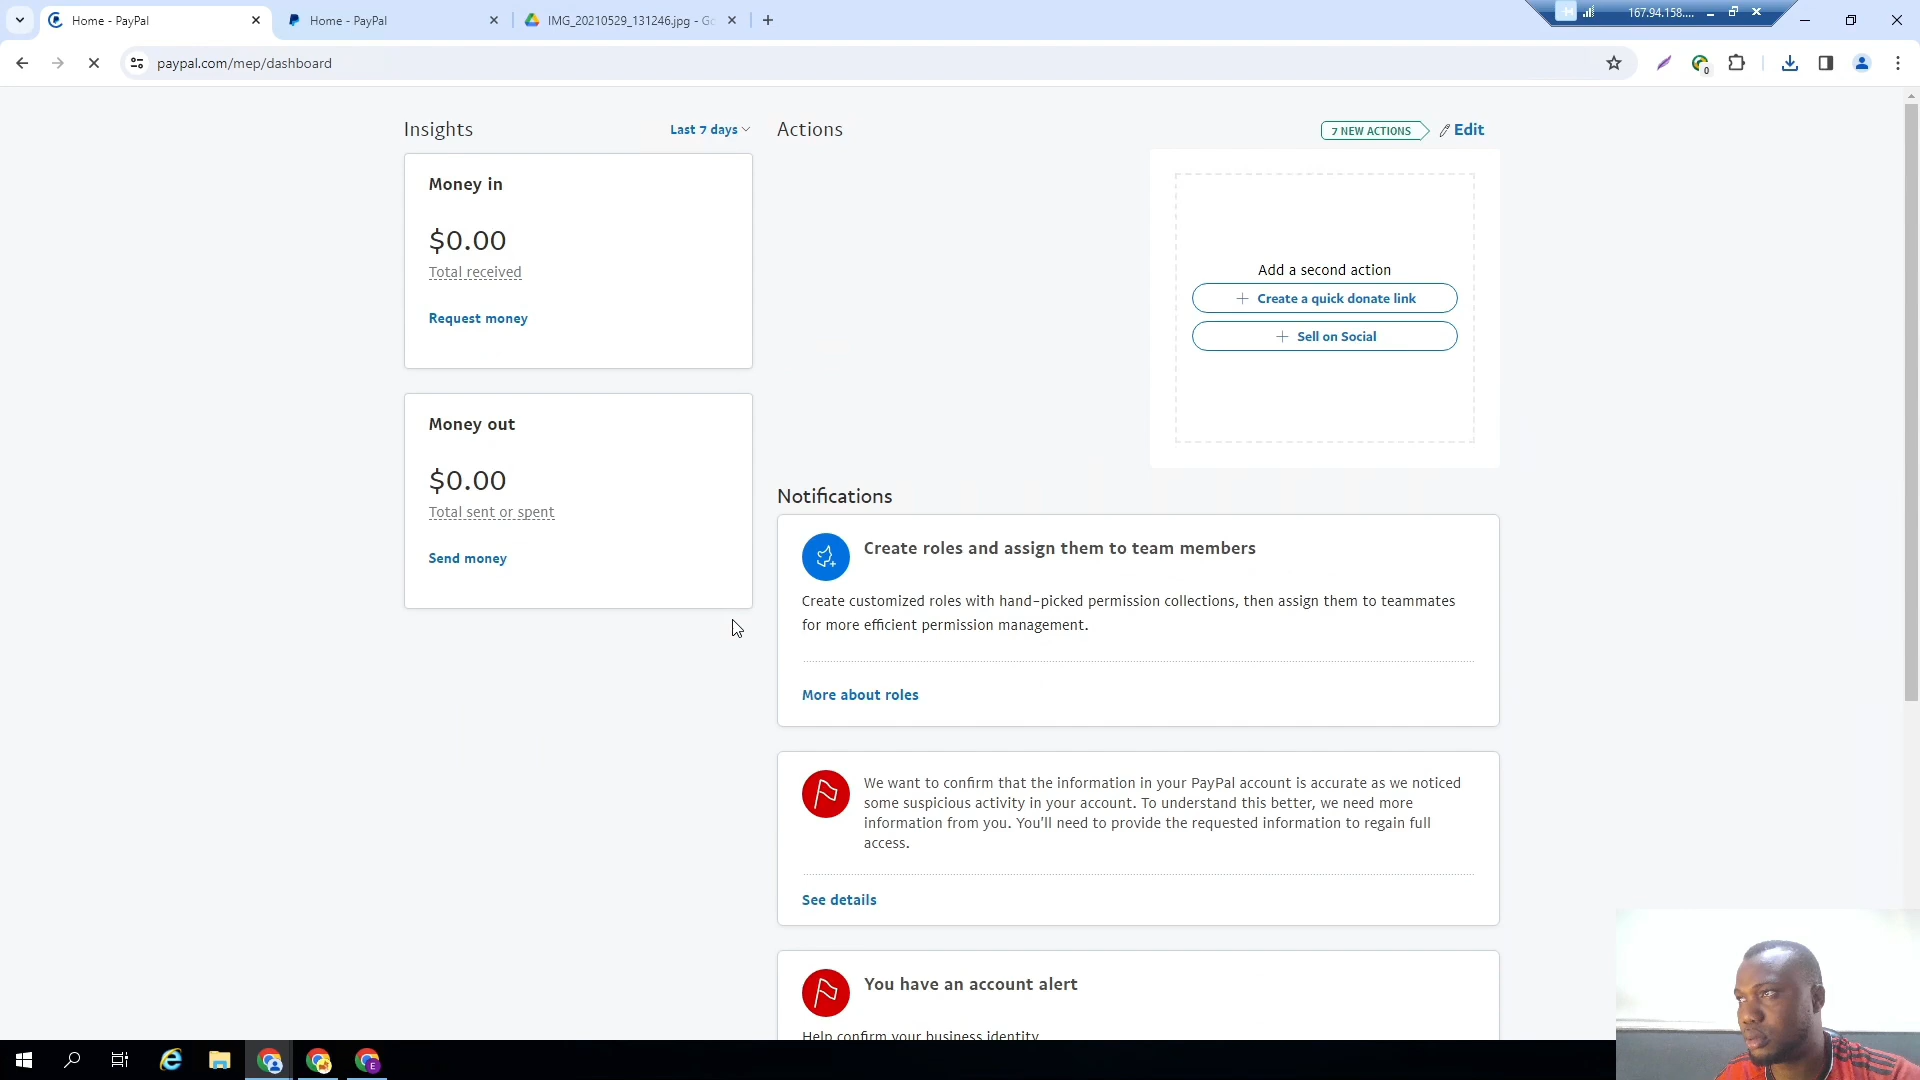 Home - PayPal
Home - PayPal
IMG_20210529_131246.jpg - Go
167.94.158....
paypal.com/mep/dashboard
0
Insights
Last 7 days
Actions
7 NEW ACTIONS
Edit
Money in
$0.00
Total received
Request money
Add a second action
Create a quick donate link
Sell on Social
Money out
$0.00
Total sent or spent
Send money
Notifications
Create roles and assign them to team members
Create customized roles with hand-picked permission collections, then assign them to teammates
for more efficient permission management.
More about roles
We want to confirm that the information in your PayPal account is accurate as we noticed
some suspicious activity in your account. To understand this better, we need more
information from you. You'll need to provide the requested information to regain full
access.
See details
You have an account alert
Help confirm your business identity
E